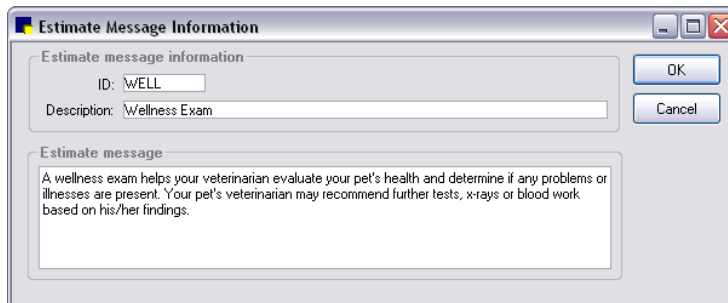 Estimate Message Information
Estimate message information
ID: WELL
OK
Description: Wellness Exam
Cancel
Estimate message
A wellness exam helps your veterinarian evaluate your pet's health and determine if any problems or
illnesses are present. Your pet's veterinarian may recommend further tests, x-rays or blood work
based on his/her findings.